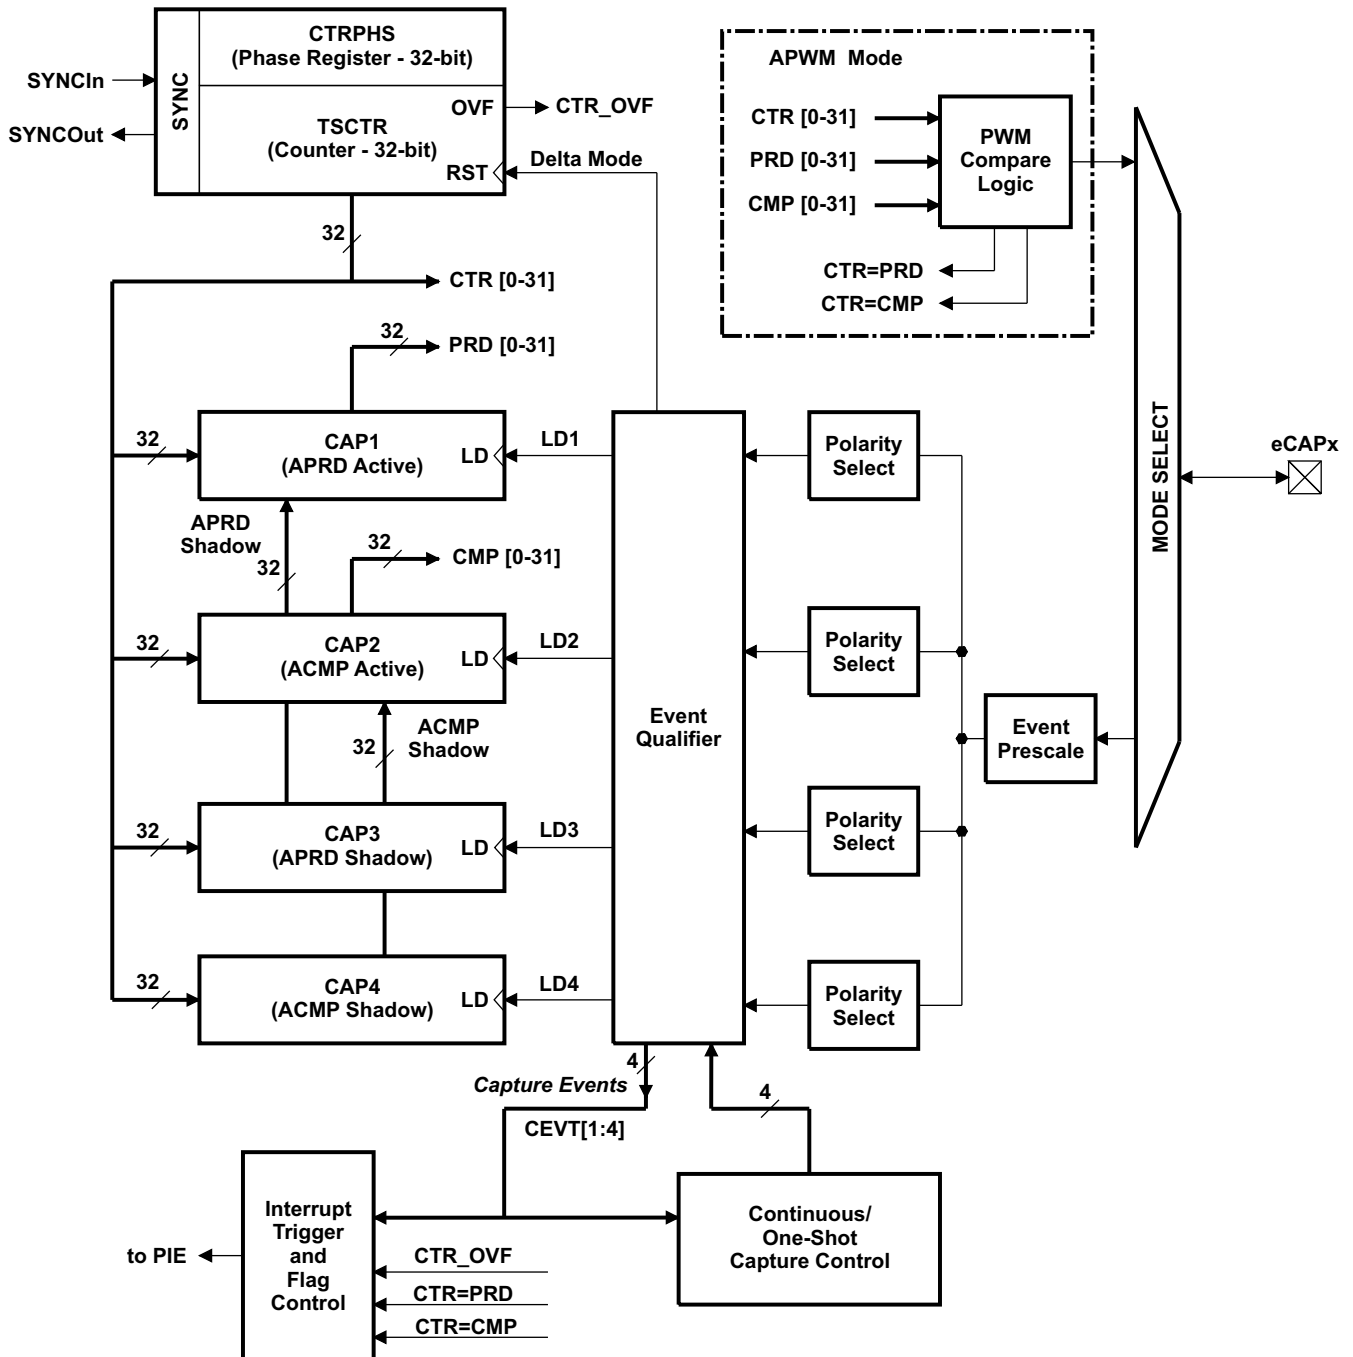 CTRPHS
(Phase Register - 32-bit)
SYNC
SYNCIn
SYNCOut
OVF
CTR_OVF
TSCTR
(Counter - 32-bit)
RST
Delta Mode
32
CTR [0-31]
32
PRD [0-31]
APWM Mode
CTR [0-31]
PRD [0-31]
CMP [0-31]
PWM
Compare
Logic
CTR=PRD
CTR=CMP
MODE SELECT
eCAPx
32
CAP1
(APRD Active)
LD
LD1
Polarity
Select
APRD
Shadow
32
32
CMP [0-31]
32
CAP2
(ACMP Active)
LD
LD2
Polarity
Select
ACMP
Shadow
32
Event
Qualifier
Event
Prescale
32
CAP3
(APRD Shadow)
LD
LD3
Polarity
Select
32
CAP4
(ACMP Shadow)
LD
LD4
Polarity
Select
4
Capture Events
CEVT[1:4]
4
Interrupt
Trigger
and
Flag
Control
to PIE
CTR_OVF
CTR=PRD
CTR=CMP
Continuous/
One-Shot
Capture Control